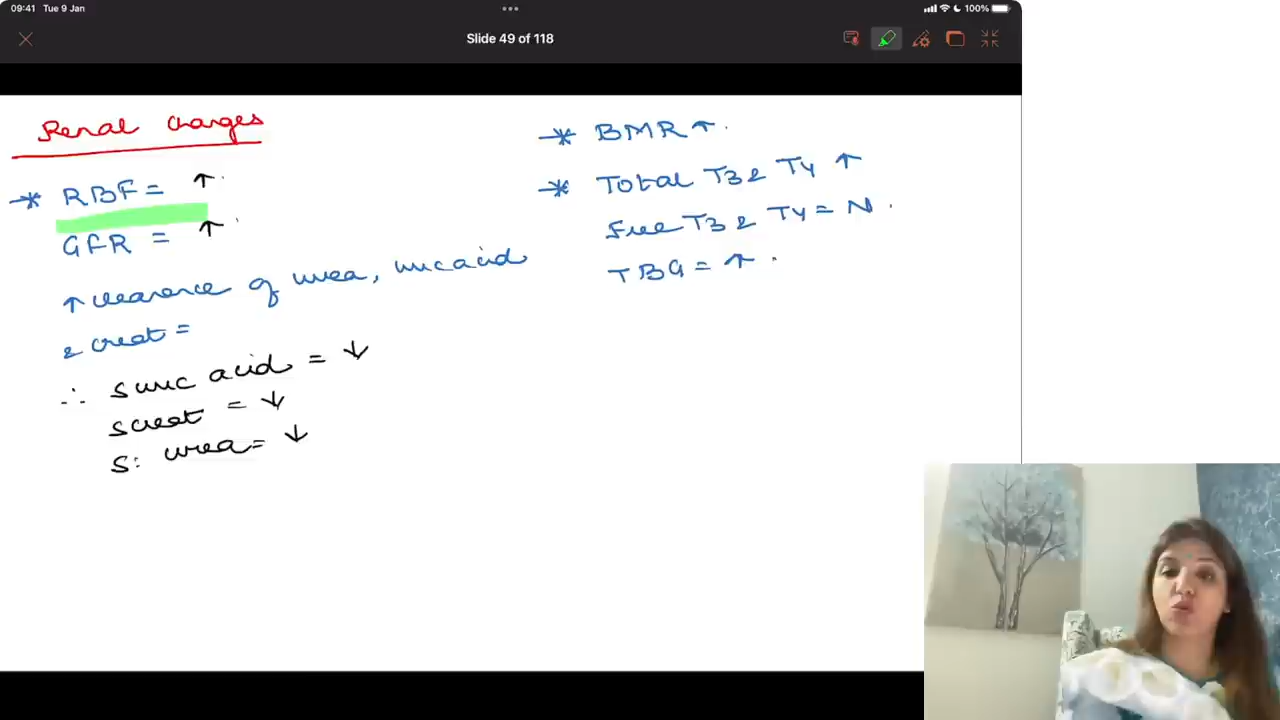 09:41 Tue 9 Jan
100%
Slide 49 of 118
Renal changes
RBF = ↑
GFR = ↑
↑ clearance of urea, uric acid
& creat =
∴ S uric acid = ↓
S creat = ↓
S: urea = ↓
BMR ↑
Total T3 & T4 ↑
Free T3 & T4 = N
TBG = ↑